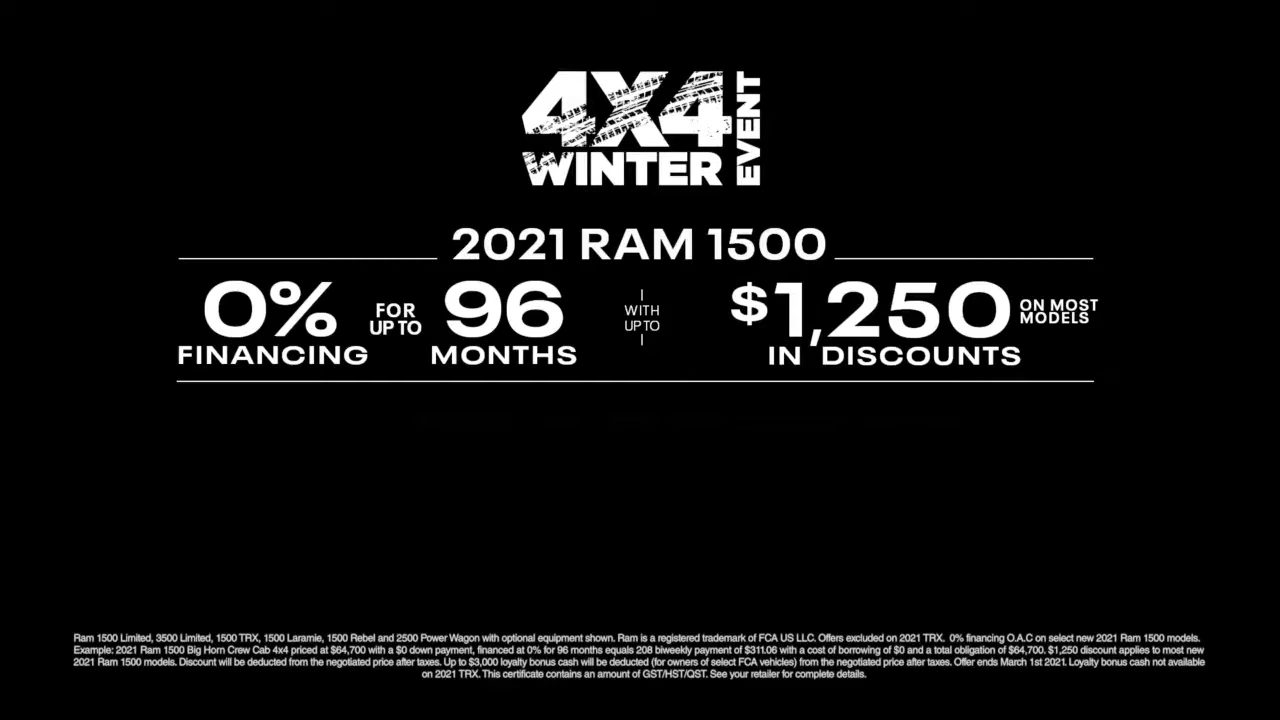 4X4
WINTER
EVENT
2021 RAM 1500
0% FINANCING
FOR UP TO
96 MONTHS
WITH UP TO
$1,250 IN DISCOUNTS
ON MOST MODELS
Ram 1500 Limited, 3500 Limited, 1500 TRX, 1500 Laramie, 1500 Rebel and 2500 Power Wagon with optional equipment shown. Ram is a registered trademark of FCA US LLC. Offers excluded on 2021 TRX. 0% financing O.A.C on select new 2021 Ram 1500 models.
Example: 2021 Ram 1500 Big Horn Crew Cab 4x4 priced at $64,700 with a $0 down payment, financed at 0% for 96 months equals 208 biweekly payment of $311.06 with a cost of borrowing of $0 and a total obligation of $64,700. $1,250 discount applies to most new
2021 Ram 1500 models. Discount will be deducted from the negotiated price after taxes. Up to $3,000 loyalty bonus cash will be deducted (for owners of select FCA vehicles) from the negotiated price after taxes. Offer ends March 1st 2021. Loyalty bonus cash not available
on 2021 TRX. This certificate contains an amount of GST/HST/QST. See your retailer for complete details.